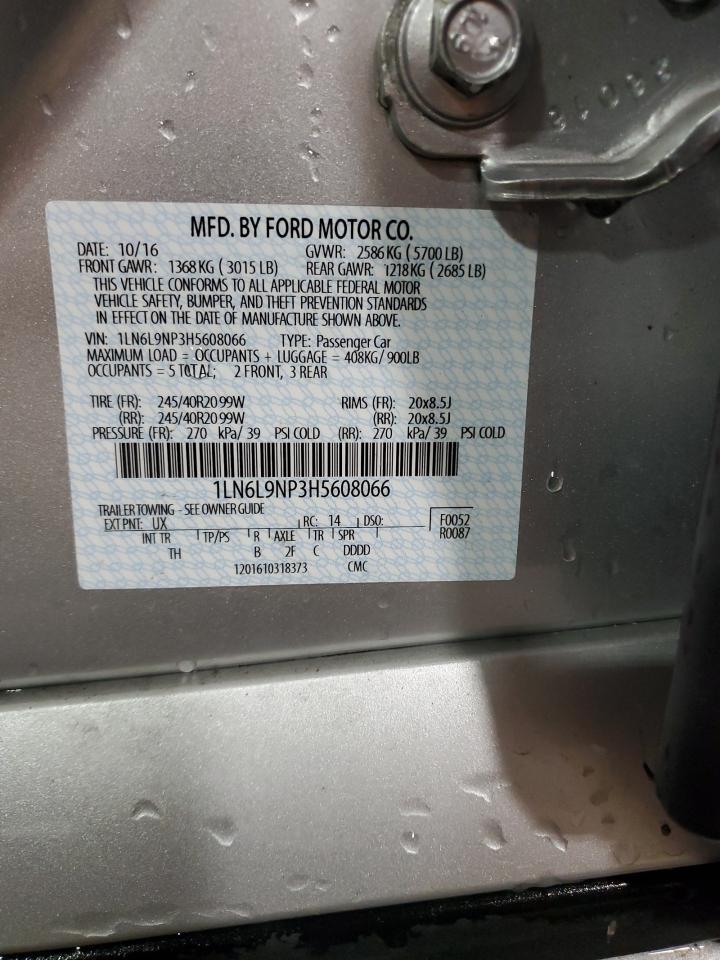 MFD. BY FORD MOTOR CO.
DATE: 10/16 GVWR: 2586 KG ( 5700 LB)
FRONT GAWR: 1368 KG ( 3015 LB) REAR GAWR: 1218 KG ( 2685 LB)
THIS VEHICLE CONFORMS TO ALL APPLICABLE FEDERAL MOTOR
VEHICLE SAFETY, BUMPER, AND THEFT PREVENTION STANDARDS
IN EFFECT ON THE DATE OF MANUFACTURE SHOWN ABOVE.
VIN: 1LN6L9NP3H5608066 TYPE: Passenger Car
MAXIMUM LOAD = OCCUPANTS + LUGGAGE = 408KG/900LB
OCCUPANTS = 5 TOTAL; 2 FRONT, 3 REAR
TIRE (FR): 245/40R20 99W RIMS (FR): 20x8.5J
(RR): 245/40R20 99W (RR): 20x8.5J
PRESSURE (FR): 270 kPa/ 39 PSI COLD (RR): 270 kPa/ 39 PSI COLD
1LN6L9NP3H5608066
TRAILER TOWING - SEE OWNER GUIDE
EXT PNT: UX RC: 14 DSO: F0052
INT TR TP/PS R AXLE TR SPR R0087
TH B 2F C DDDD
1201610318373 CMC